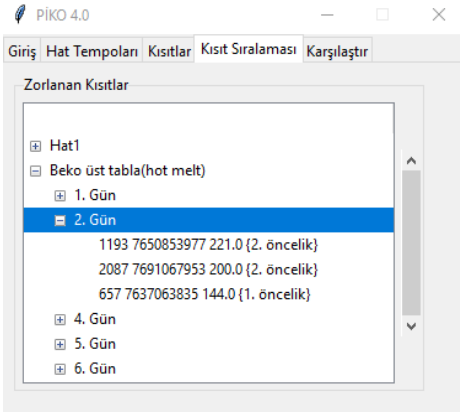 PİKO 4.0
Giriş Hat Tempoları Kısıtlar Kısıt Sıralaması Karşılaştır
Zorlanan Kısıtlar
Hat1
Beko üst tabla(hot melt)
1. Gün
2. Gün
1193 7650853977 221.0 {2. öncelik}
2087 7691067953 200.0 {2. öncelik}
657 7637063835 144.0 {1. öncelik}
4. Gün
5. Gün
6. Gün